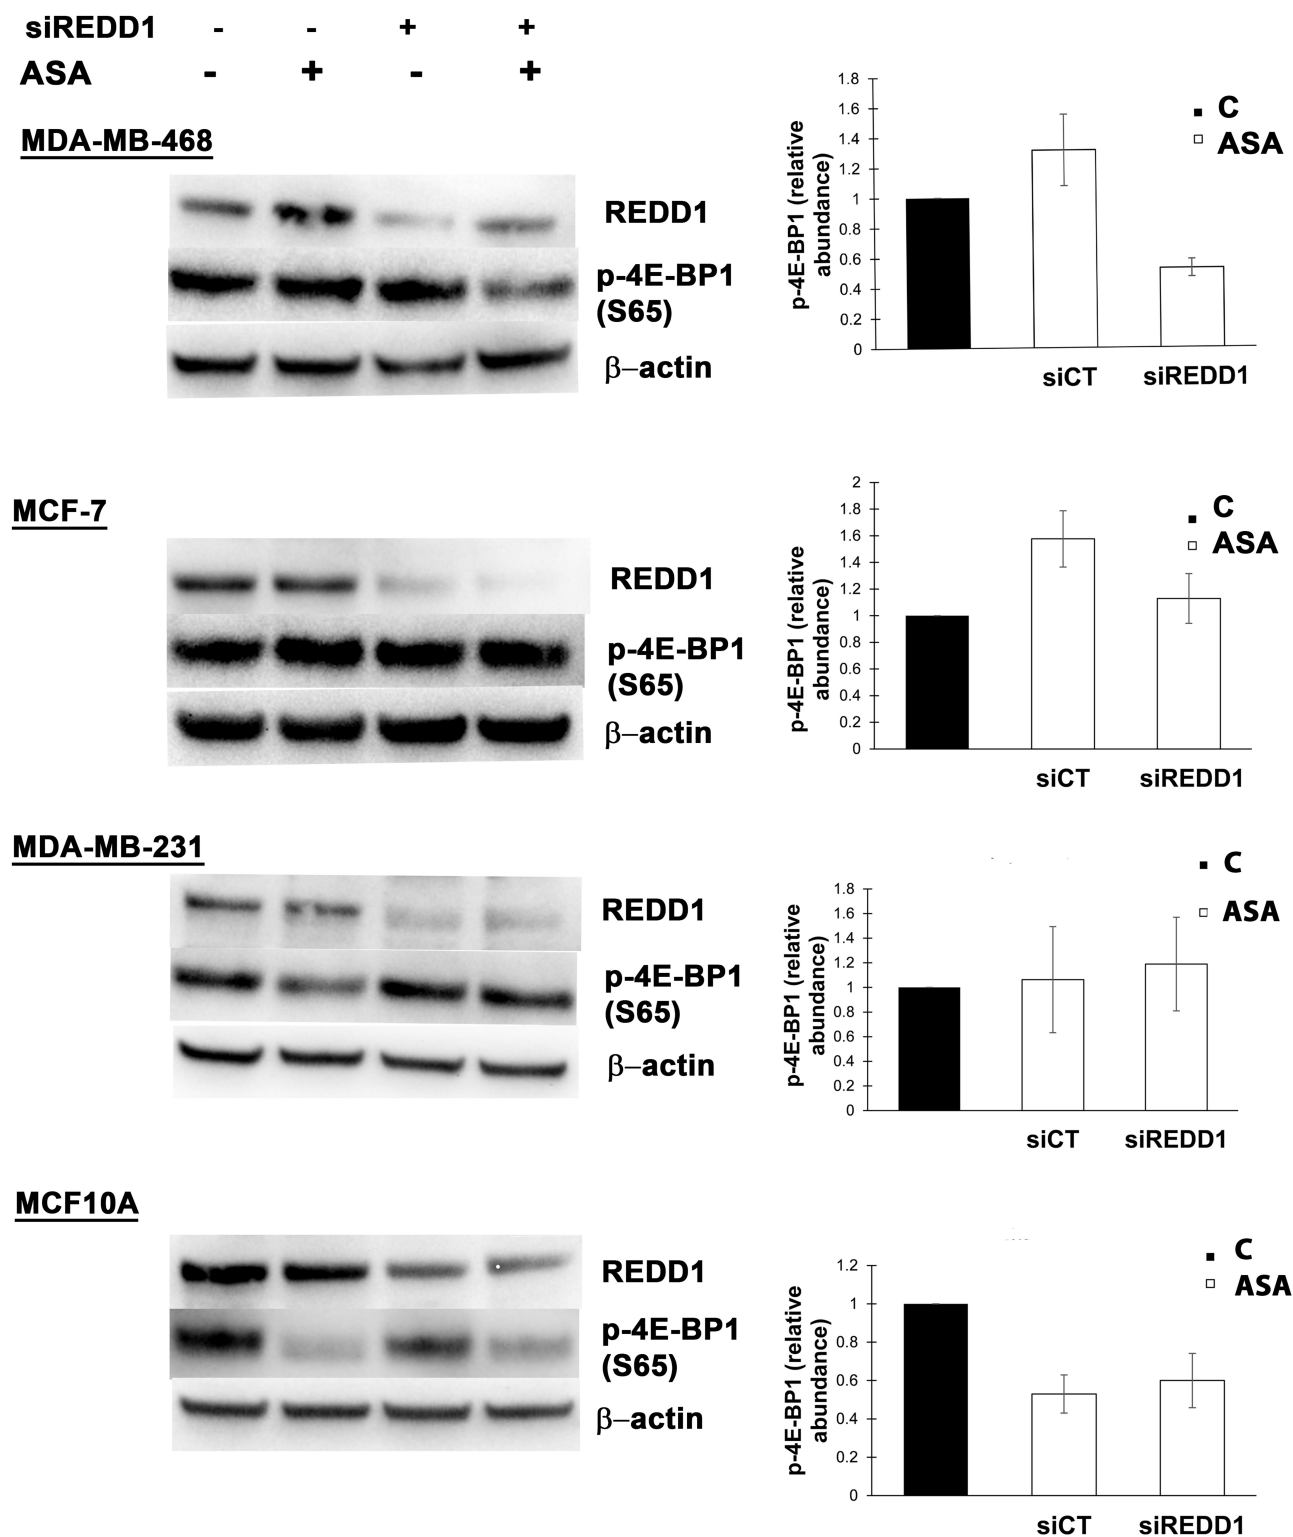 siREDD1 - - + +
ASA - + - +
MDA-MB-468
REDD1
p-4E-BP1
(S65)
β–actin
p-4E-BP1 (relative
abundance)
1.8
1.6
1.4
1.2
1
0.8
0.6
0.4
0.2
0
C
ASA
siCT siREDD1
MCF-7
REDD1
p-4E-BP1
(S65)
β–actin
p-4E-BP1 (relative
abundance)
2
1.8
1.6
1.4
1.2
1
0.8
0.6
0.4
0.2
0
C
ASA
siCT siREDD1
MDA-MB-231
REDD1
p-4E-BP1
(S65)
β–actin
p-4E-BP1 (relative
abundance)
1.8
1.6
1.4
1.2
1
0.8
0.6
0.4
0.2
0
C
ASA
siCT siREDD1
MCF10A
REDD1
p-4E-BP1
(S65)
β–actin
p-4E-BP1 (relative
abundance)
1.2
1
0.8
0.6
0.4
0.2
0
C
ASA
siCT siREDD1